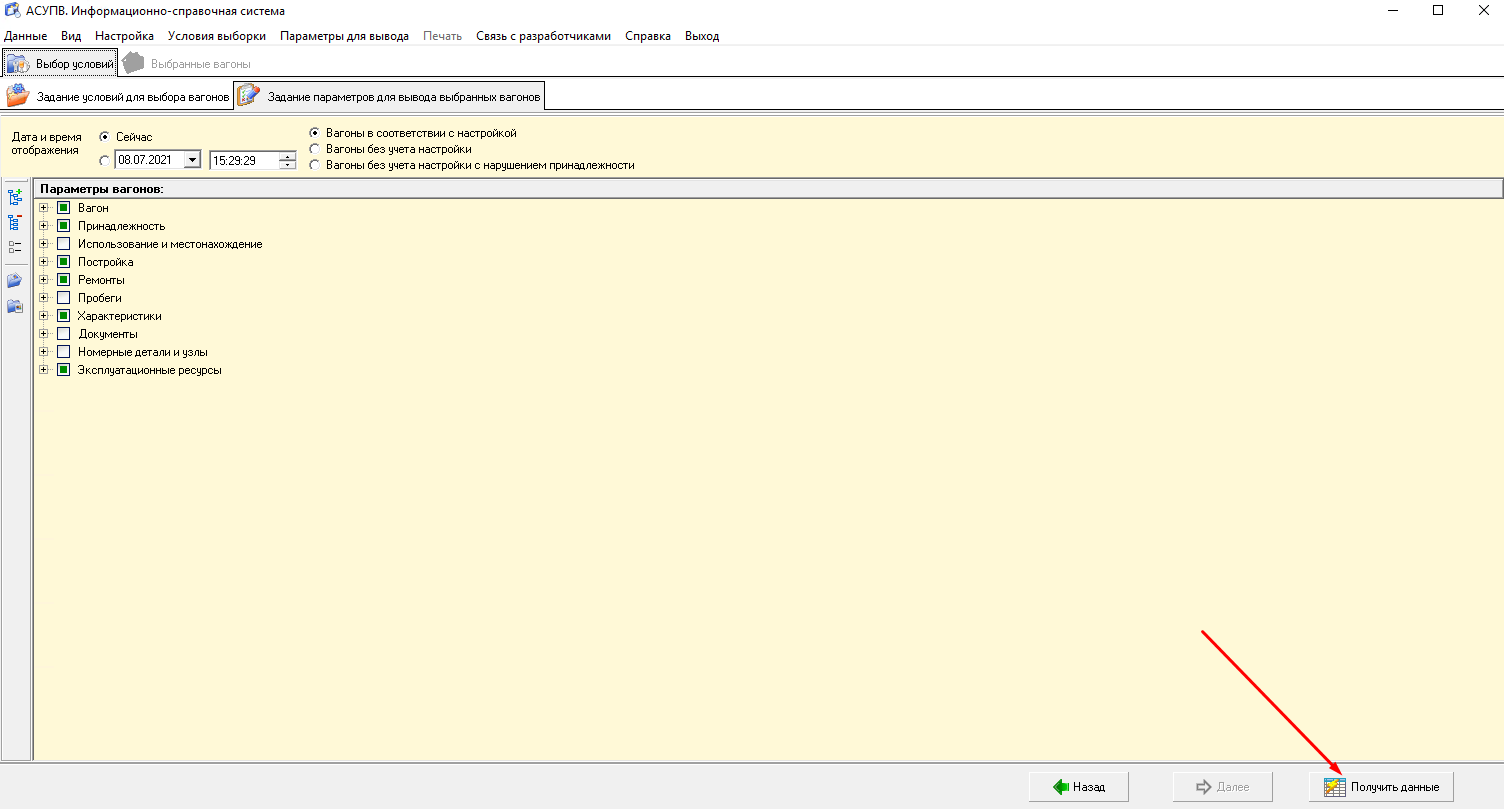 АСУПВ. Информационно-справочная система
Данные Вид Настройка Условия выборки Параметры для вывода Печать Связь с разработчиками Справка Выход
Выбор условий Выбранные вагоны
Задание условий для выбора вагонов Задание параметров для вывода выбранных вагонов
Дата и время отображения
Сейчас
08.07.2021 15:29:29
Вагоны в соответствии с настройкой
Вагоны без учета настройки
Вагоны без учета настройки с нарушением принадлежности
Параметры вагонов:
Вагон
Принадлежность
Использование и местонахождение
Постройка
Ремонты
Пробеги
Характеристики
Документы
Номерные детали и узлы
Эксплуатационные ресурсы
Назад Далее Получить данные